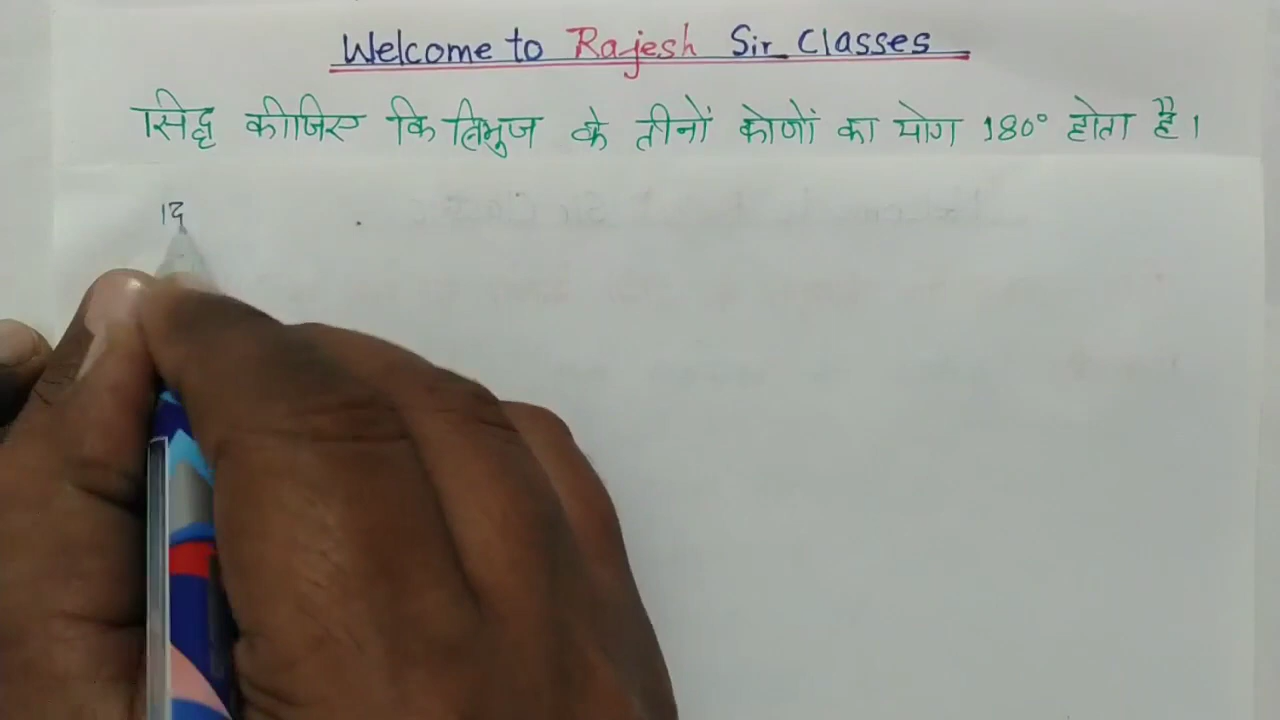 Welcome to Rajesh Sir Classes
सिद्ध कीजिए कि त्रिभुज के तीनों कोणों का योग 180° होता है।